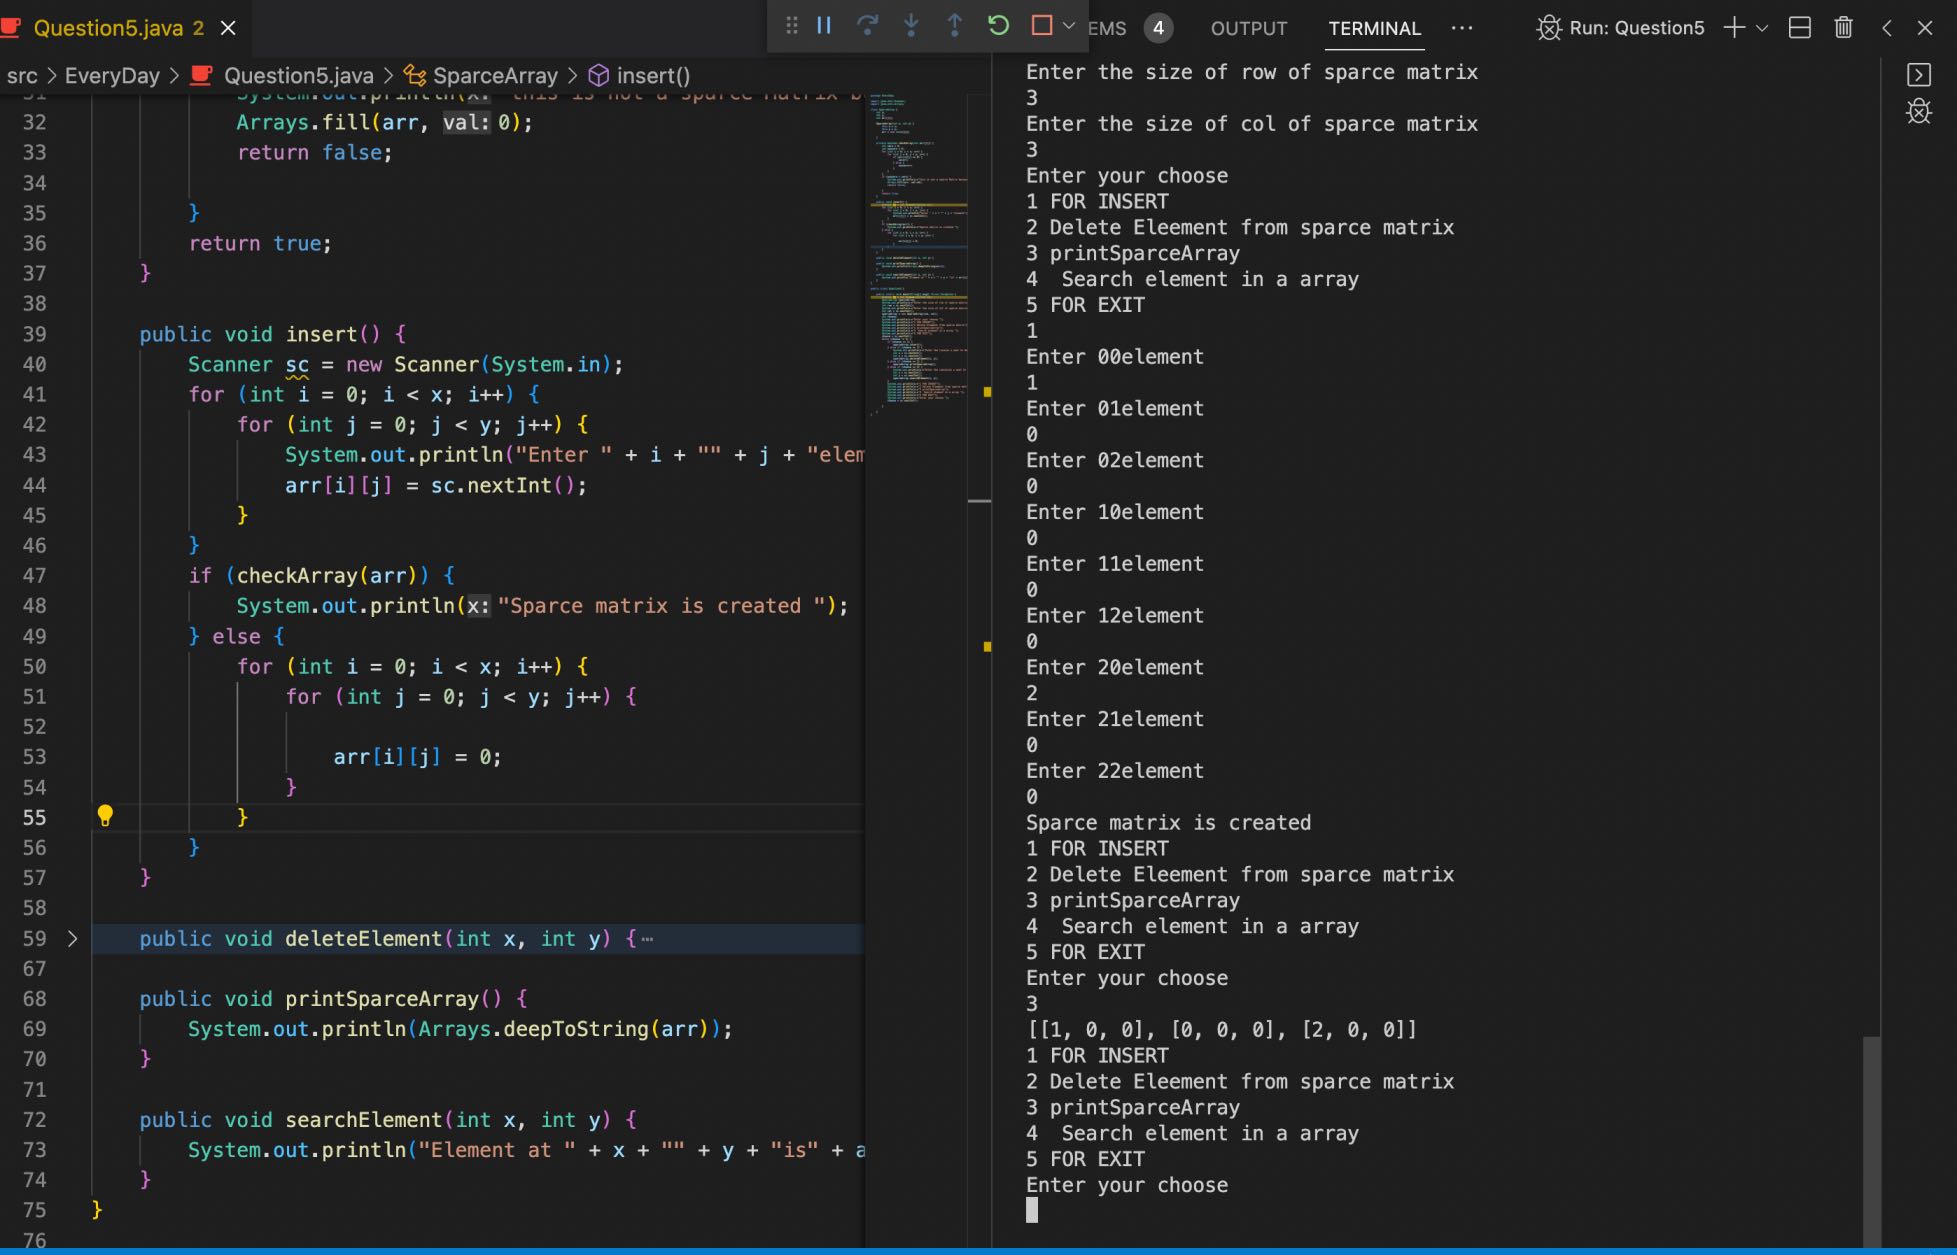 Question5.java 2
EMS 4 OUTPUT TERMINAL ··· Run: Question5
src > EveryDay > Question5.java > SparceArray > insert()
31 System.out.println(x: "this is not a sparce Matrix b
32 Arrays.fill(arr, val: 0);
33 return false;
34
35 }
36 return true;
37 }
38
39 public void insert() {
40 Scanner sc = new Scanner(System.in);
41 for (int i = 0; i < x; i++) {
42 for (int j = 0; j < y; j++) {
43 System.out.println("Enter " + i + "" + j + "elem
44 arr[i][j] = sc.nextInt();
45 }
46 }
47 if (checkArray(arr)) {
48 System.out.println(x: "Sparce matrix is created ");
49 } else {
50 for (int i = 0; i < x; i++) {
51 for (int j = 0; j < y; j++) {
52
53 arr[i][j] = 0;
54 }
55 }
56 }
57 }
58
59 > public void deleteElement(int x, int y) { ···
67
68 public void printSparceArray() {
69 System.out.println(Arrays.deepToString(arr));
70 }
71
72 public void searchElement(int x, int y) {
73 System.out.println("Element at " + x + "" + y + "is" + a
74 }
75 }
76
Enter the size of row of sparce matrix
3
Enter the size of col of sparce matrix
3
Enter your choose
1 FOR INSERT
2 Delete Eleement from sparce matrix
3 printSparceArray
4  Search element in a array
5 FOR EXIT
1
Enter 00element
1
Enter 01element
0
Enter 02element
0
Enter 10element
0
Enter 11element
0
Enter 12element
0
Enter 20element
2
Enter 21element
0
Enter 22element
0
Sparce matrix is created
1 FOR INSERT
2 Delete Eleement from sparce matrix
3 printSparceArray
4  Search element in a array
5 FOR EXIT
Enter your choose
3
[[1, 0, 0], [0, 0, 0], [2, 0, 0]]
1 FOR INSERT
2 Delete Eleement from sparce matrix
3 printSparceArray
4  Search element in a array
5 FOR EXIT
Enter your choose